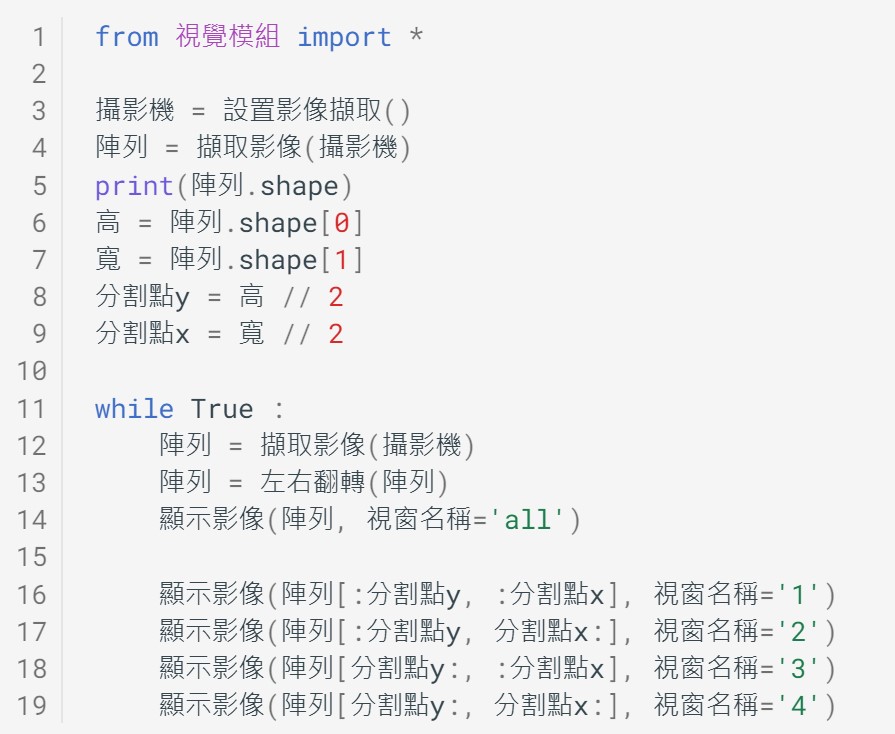 1 from 視覺模組 import *
2
3 攝影機 = 設置影像擷取()
4 陣列 = 擷取影像(攝影機)
5 print(陣列.shape)
6 高 = 陣列.shape[0]
7 寬 = 陣列.shape[1]
8 分割點y = 高 // 2
9 分割點x = 寬 // 2
10
11 while True :
12     陣列 = 擷取影像(攝影機)
13     陣列 = 左右翻轉(陣列)
14     顯示影像(陣列, 視窗名稱='all')
15
16     顯示影像(陣列[:分割點y, :分割點x], 視窗名稱='1')
17     顯示影像(陣列[:分割點y, 分割點x:], 視窗名稱='2')
18     顯示影像(陣列[分割點y:, :分割點x], 視窗名稱='3')
19     顯示影像(陣列[分割點y:, 分割點x:], 視窗名稱='4')